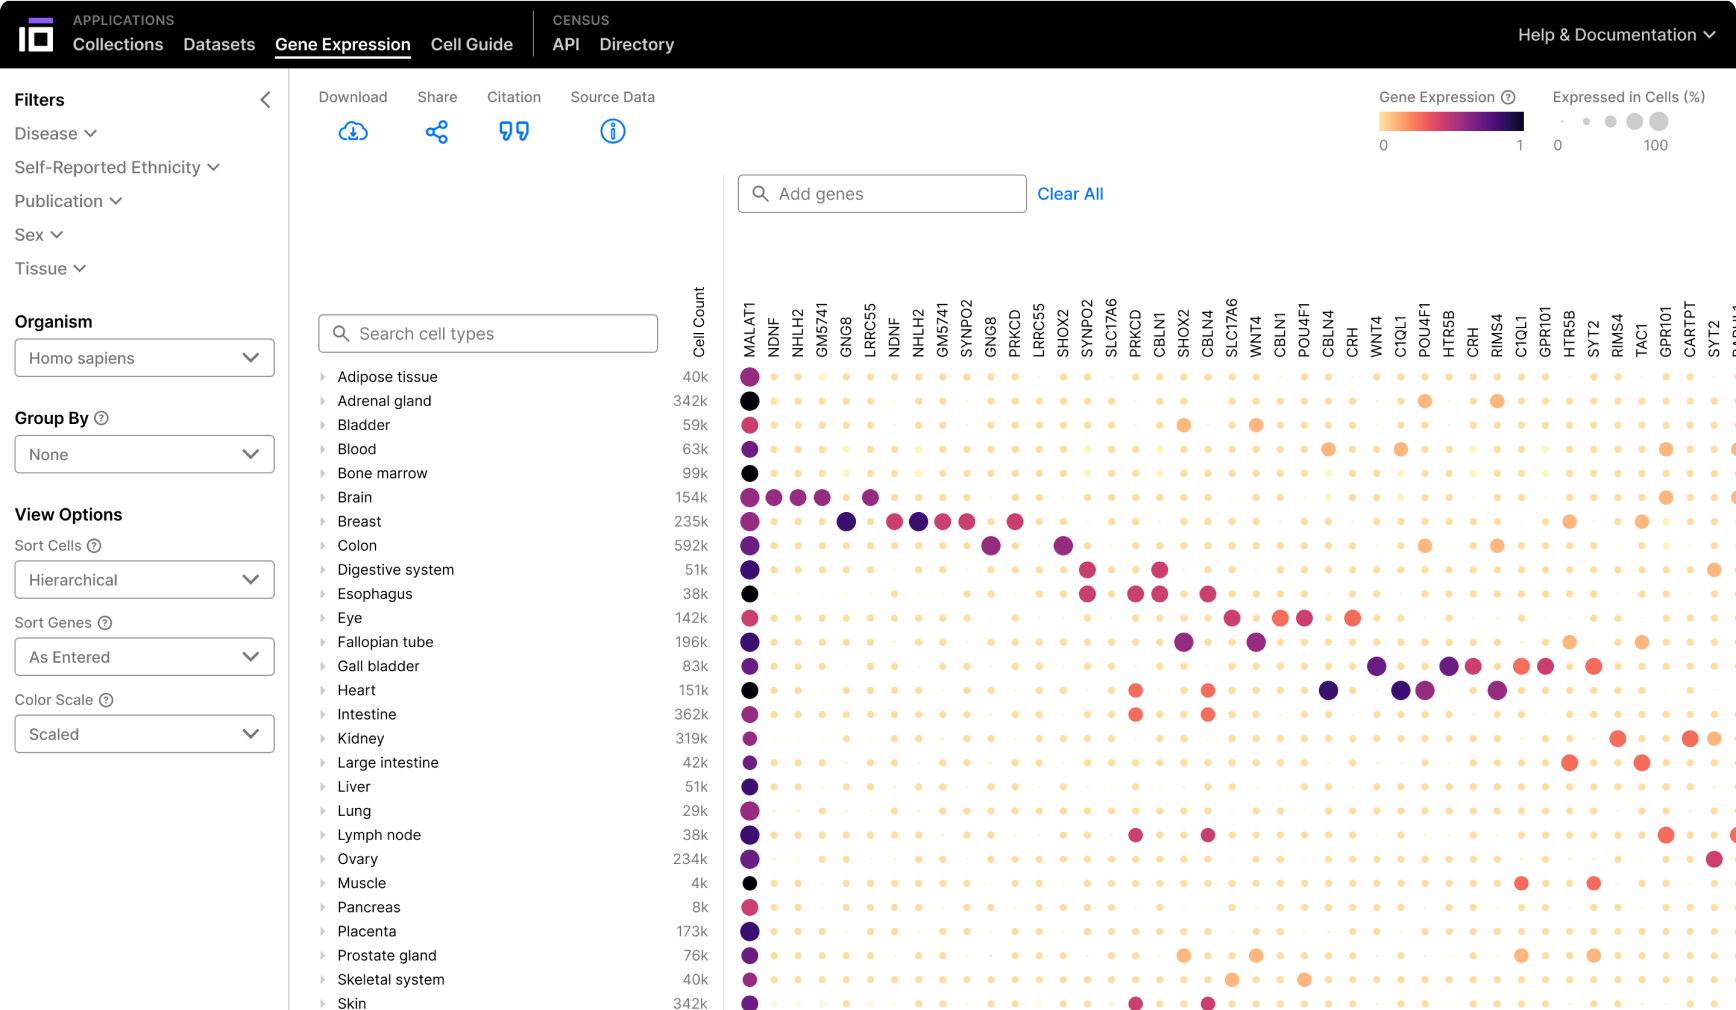 APPLICATIONS
Collections Datasets Gene Expression Cell Guide
CENSUS
API Directory
Help & Documentation
Filters
Disease
Self-Reported Ethnicity
Publication
Sex
Tissue
Organism
Homo sapiens
Group By
None
View Options
Sort Cells
Hierarchical
Sort Genes
As Entered
Color Scale
Scaled
Download Share Citation Source Data
Gene Expression
0 1
Expressed in Cells (%)
0 100
Add genes
Clear All
Search cell types
Cell Count
MALAT1
NDNF
NHLH2
GM5741
GNG8
LRRC55
NDNF
NHLH2
GM5741
SYNPO2
GNG8
PRKCD
LRRC55
SHOX2
SYNPO2
SLC17A6
PRKCD
CBLN1
SHOX2
CBLN4
SLC17A6
WNT4
CBLN1
POU4F1
CBLN4
CRH
WNT4
C1QL1
POU4F1
HTR5B
CRH
RIMS4
C1QL1
GPR101
HTR5B
SYT2
RIMS4
TAC1
GPR101
CARTPT
SYT2
Adipose tissue 40k
Adrenal gland 342k
Bladder 59k
Blood 63k
Bone marrow 99k
Brain 154k
Breast 235k
Colon 592k
Digestive system 51k
Esophagus 38k
Eye 142k
Fallopian tube 196k
Gall bladder 83k
Heart 151k
Intestine 362k
Kidney 319k
Large intestine 42k
Liver 51k
Lung 29k
Lymph node 38k
Ovary 234k
Muscle 4k
Pancreas 8k
Placenta 173k
Prostate gland 76k
Skeletal system 40k
Skin 342k